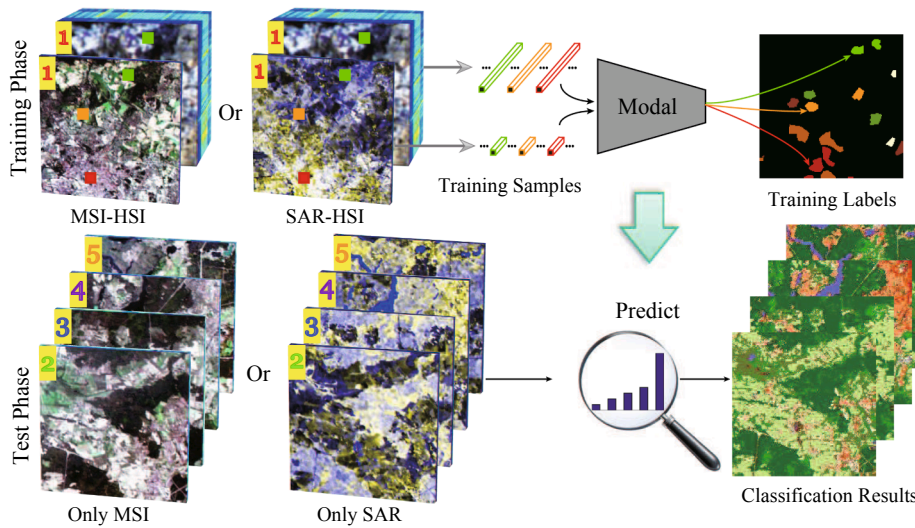 Training Phase
1
1
MSI-HSI
Or
1
1
SAR-HSI
Training Samples
Modal
Training Labels
Test Phase
5
4
3
2
Only MSI
Or
5
4
3
2
Only SAR
Predict
Classification Results